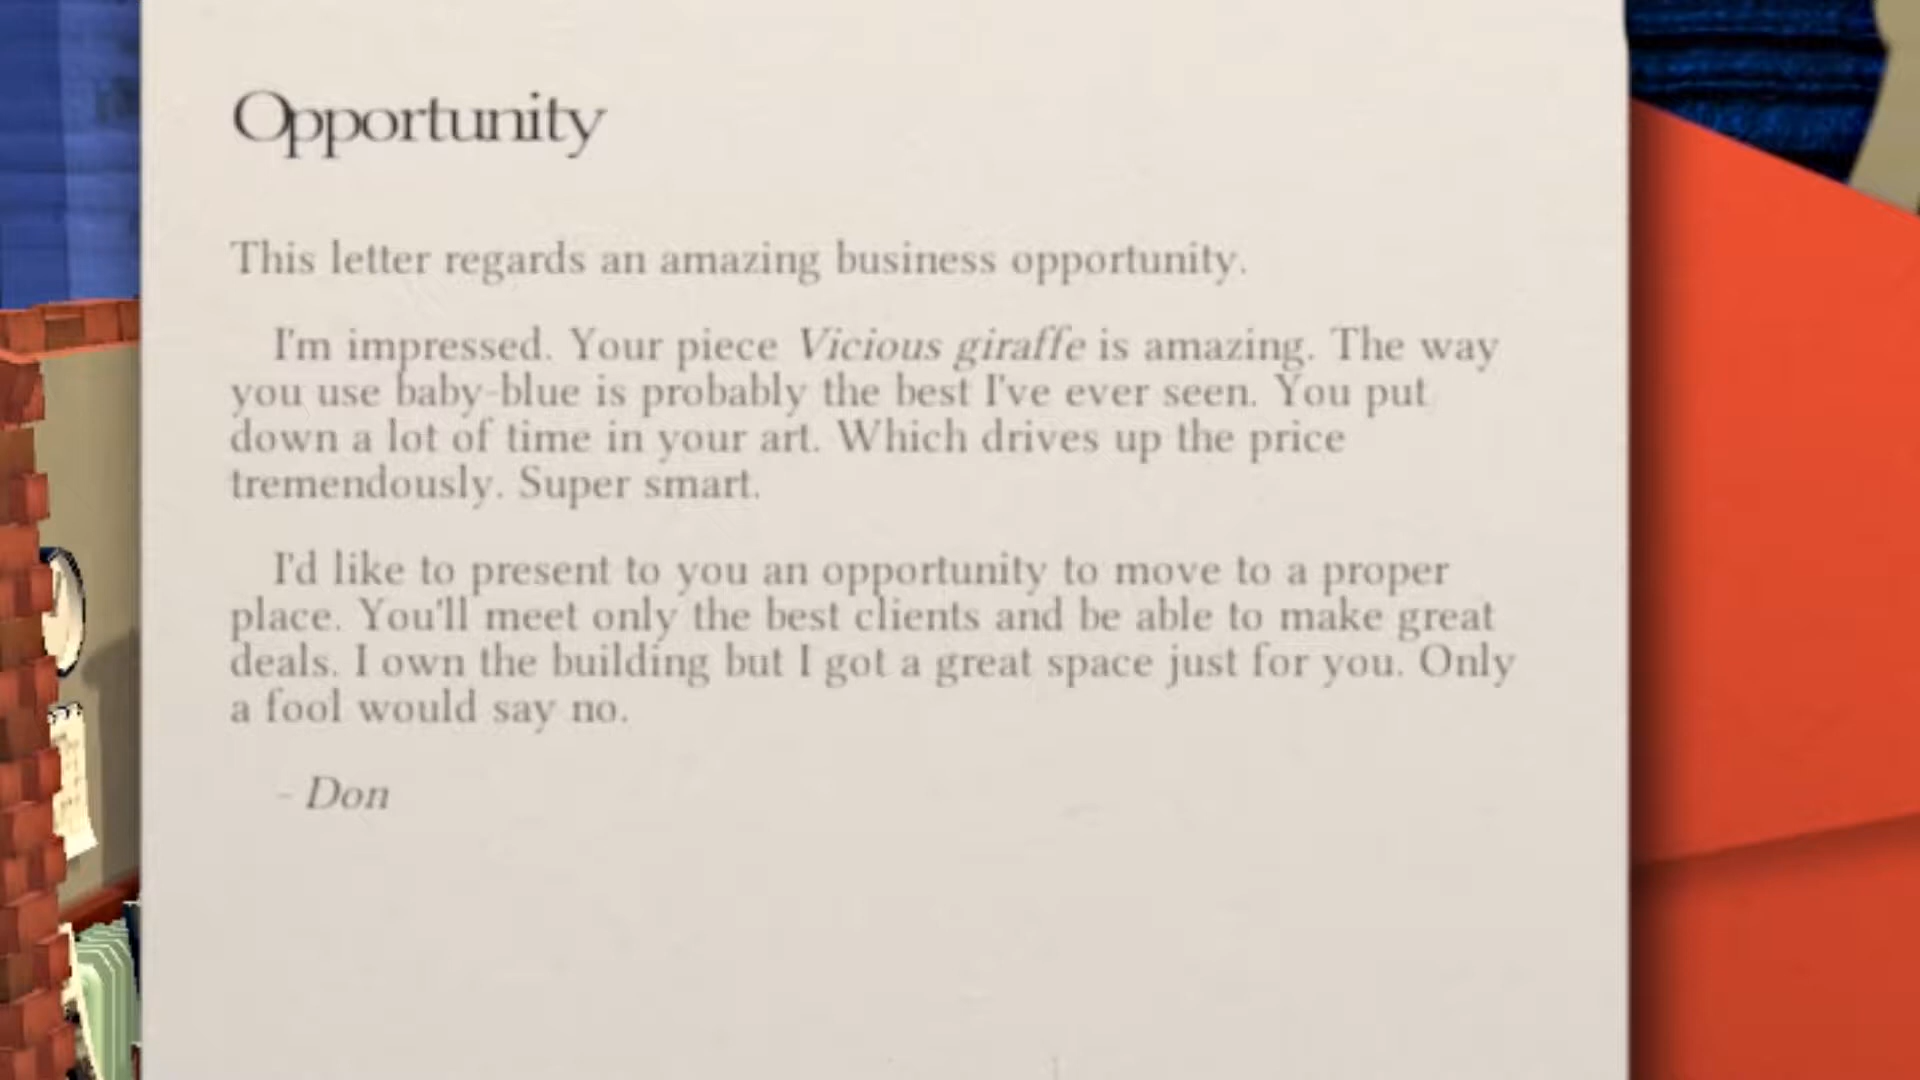 Opportunity
This letter regards an amazing business opportunity.
I'm impressed. Your piece Vicious giraffe is amazing. The way
you use baby-blue is probably the best I've ever seen. You put
down a lot of time in your art. Which drives up the price
tremendously. Super smart.
I'd like to present to you an opportunity to move to a proper
place. You'll meet only the best clients and be able to make great
deals. I own the building but I got a great space just for you. Only
a fool would say no.
- Don